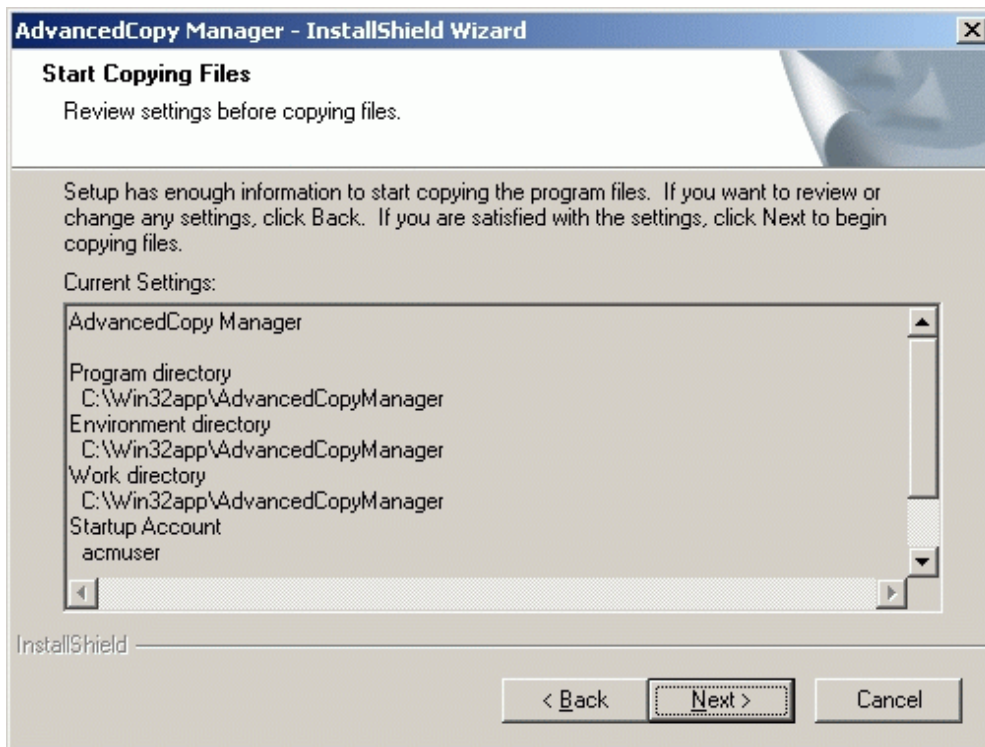 AdvancedCopy Manager - InstallShield Wizard
Start Copying Files
Review settings before copying files.
Setup has enough information to start copying the program files.  If you want to review or
change any settings, click Back.  If you are satisfied with the settings, click Next to begin
copying files.
Current Settings:
AdvancedCopy Manager
Program directory
C:\Win32app\AdvancedCopyManager
Environment directory
C:\Win32app\AdvancedCopyManager
Work directory
C:\Win32app\AdvancedCopyManager
Startup Account
acmuser
InstallShield
< Back
Next >
Cancel